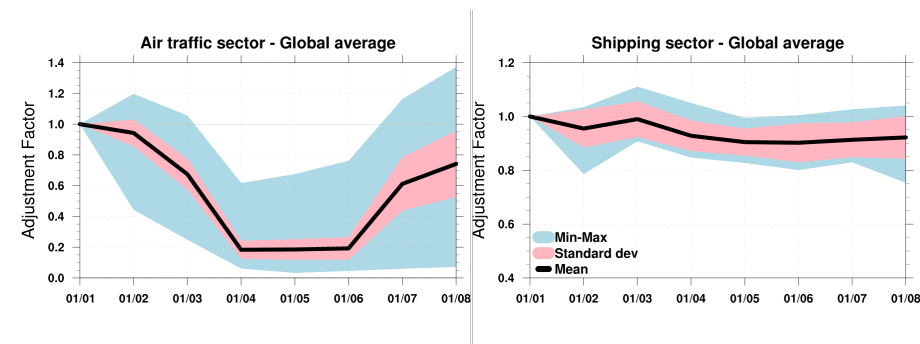 Air traffic sector - Global average
Adjustment Factor
1.4
1.2
1.0
0.8
0.6
0.4
0.2
0.0
01/01 01/02 01/03 01/04 01/05 01/06 01/07 01/08
Shipping sector - Global average
Adjustment Factor
1.2
1.0
0.8
0.6
0.4
Min-Max
Standard dev
Mean
01/01 01/02 01/03 01/04 01/05 01/06 01/07 01/08